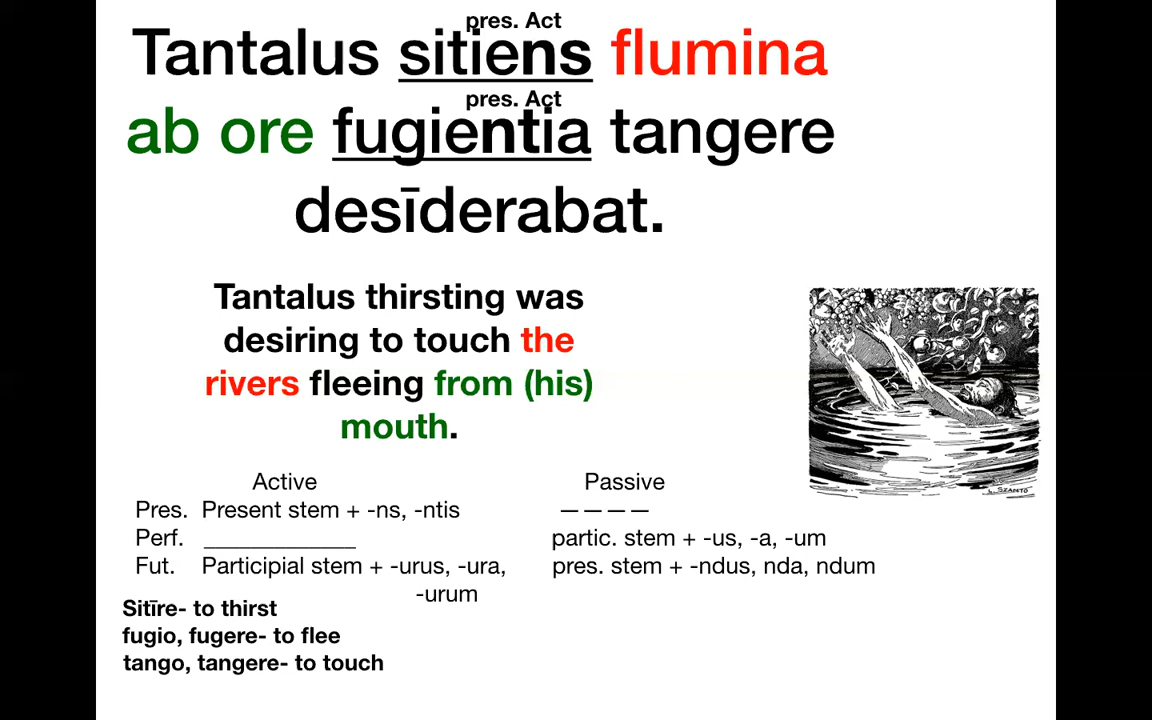 pres. Act
Tantalus sitiens flumina
pres. Act
ab ore fugientia tangere
desīderabat.
Tantalus thirsting was
desiring to touch the
rivers fleeing from (his)
mouth.
Active Passive
Pres. Present stem + -ns, -ntis — — — —
Perf. ____________ partic. stem + -us, -a, -um
Fut. Participial stem + -urus, -ura, pres. stem + -ndus, nda, ndum
-urum
Sitīre- to thirst
fugio, fugere- to flee
tango, tangere- to touch
L. SZANTO